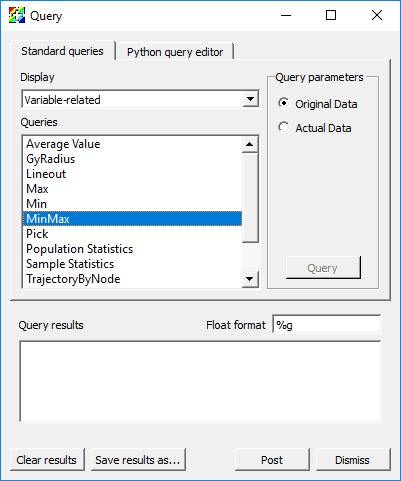 Query
Standard queries
Python query editor
Display
Variable-related
Queries
Average Value
GyRadius
Lineout
Max
Min
MinMax
Pick
Population Statistics
Sample Statistics
TrajectoryByNode
Query parameters
Original Data
Actual Data
Query
Query results
Float format %g
Clear results
Save results as...
Post
Dismiss